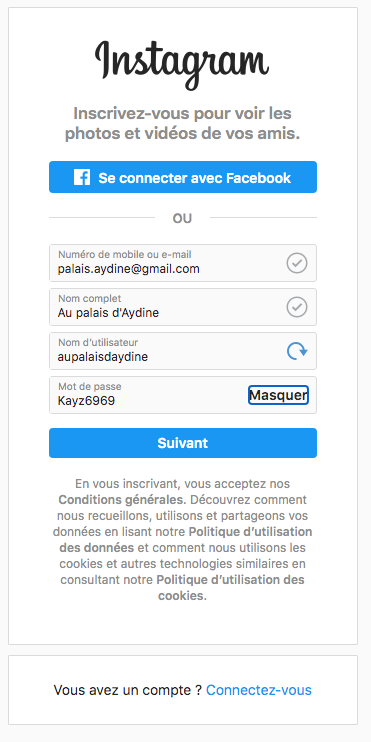 Instagram
Inscrivez-vous pour voir les
photos et vidéos de vos amis.
Se connecter avec Facebook
OU
Numéro de mobile ou e-mail
palais.aydine@gmail.com
Nom complet
Au palais d'Aydine
Nom d'utilisateur
aupalaisdaydine
Mot de passe
Kayz6969
Masquer
Suivant
En vous inscrivant, vous acceptez nos
Conditions générales. Découvrez comment
nous recueillons, utilisons et partageons vos
données en lisant notre Politique d'utilisation
des données et comment nous utilisons les
cookies et autres technologies similaires en
consultant notre Politique d'utilisation des
cookies.
Vous avez un compte ? Connectez-vous